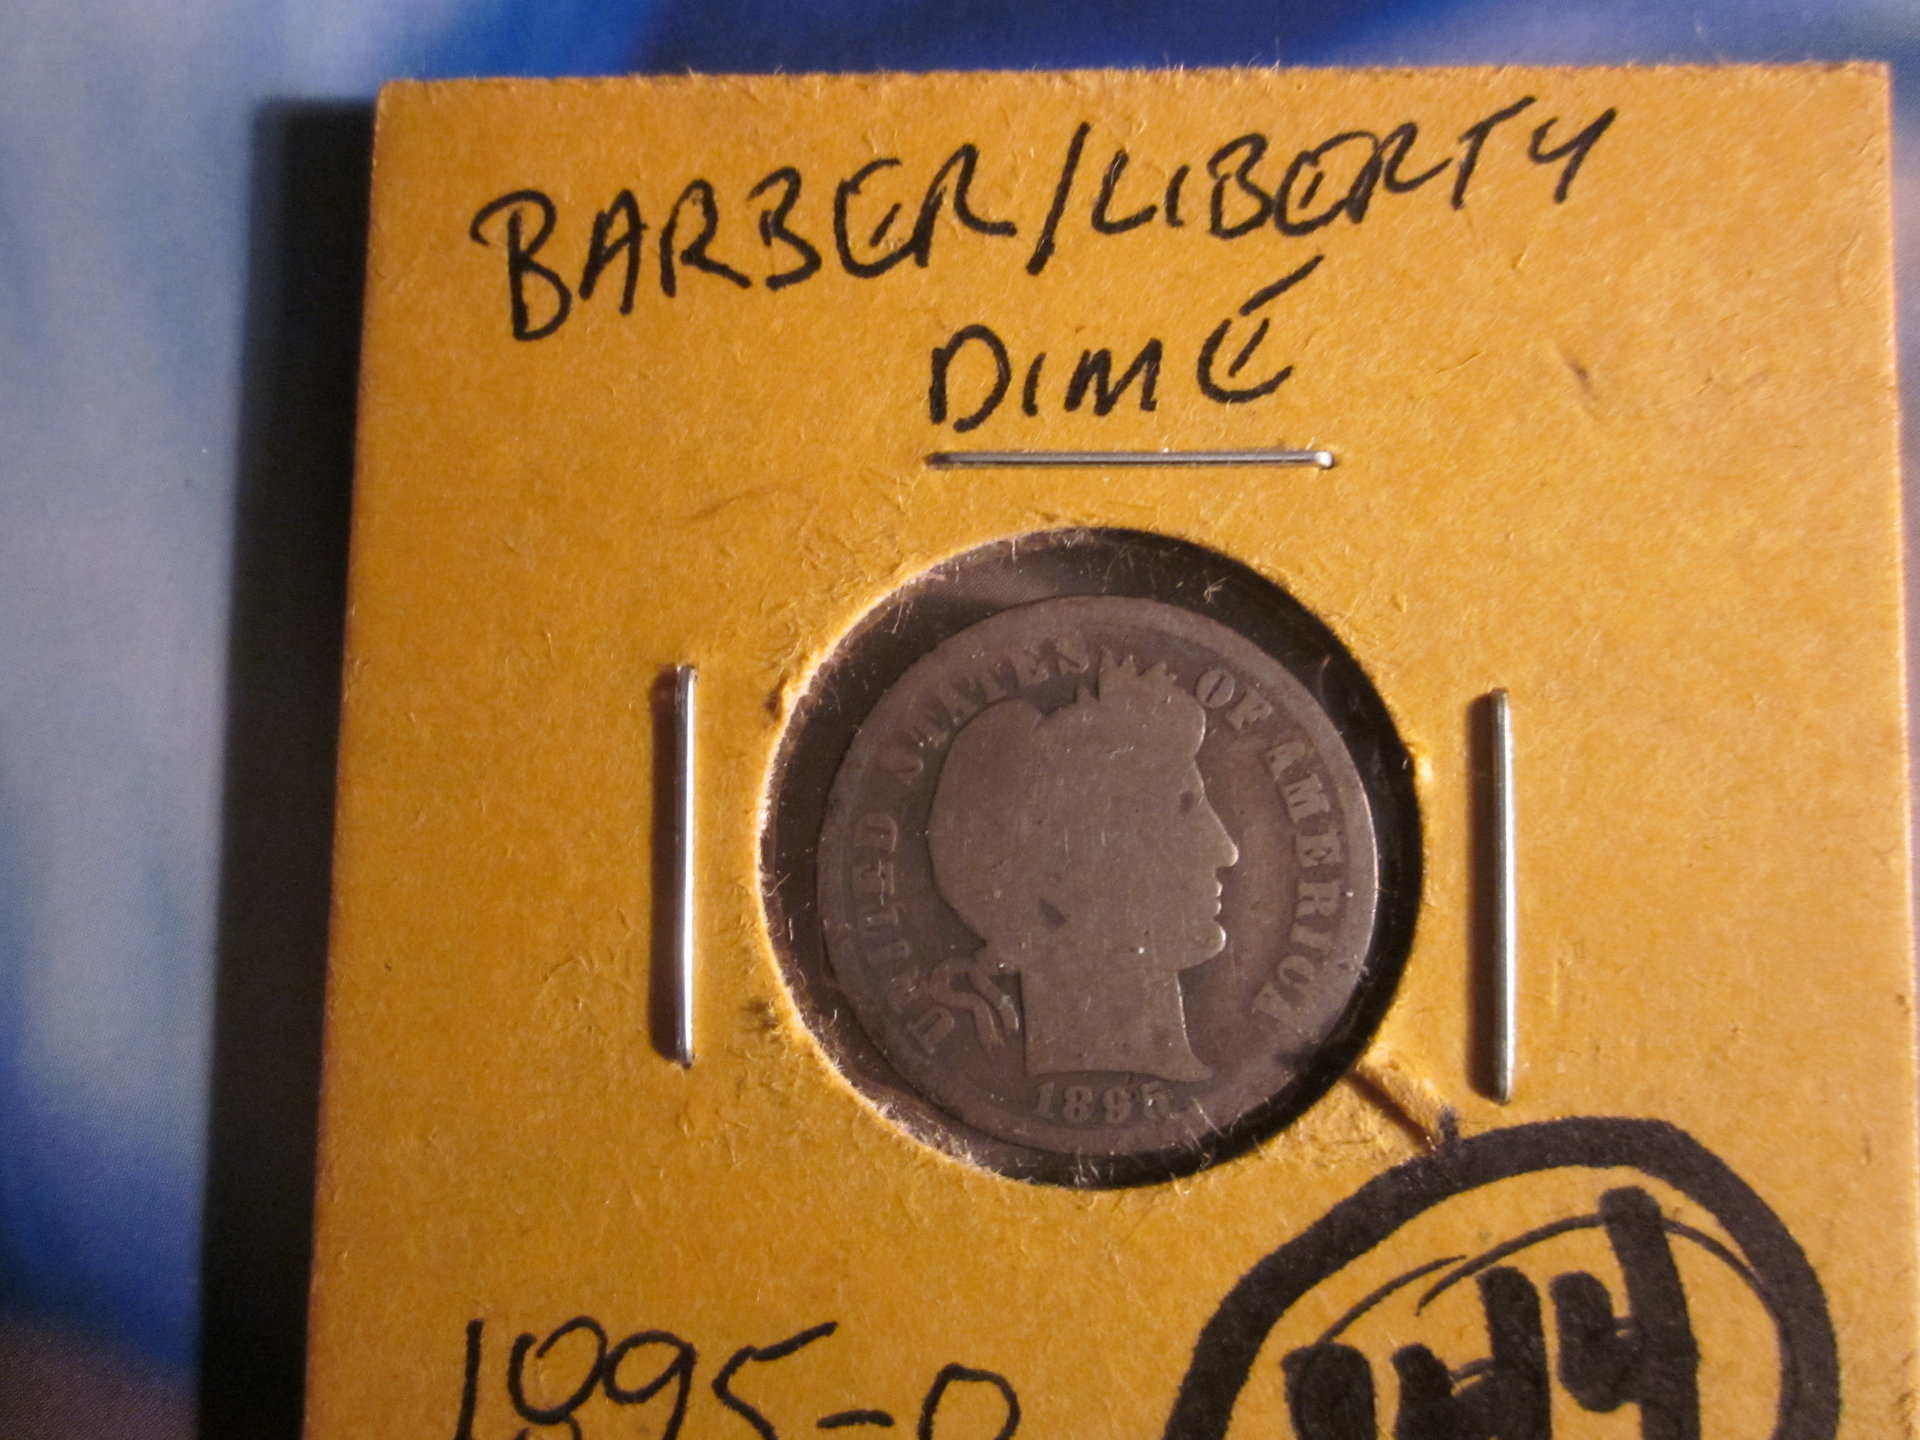 BARBER/LIBERTY
DIME
UNITED STATES OF AMERICA
1895
1895-O